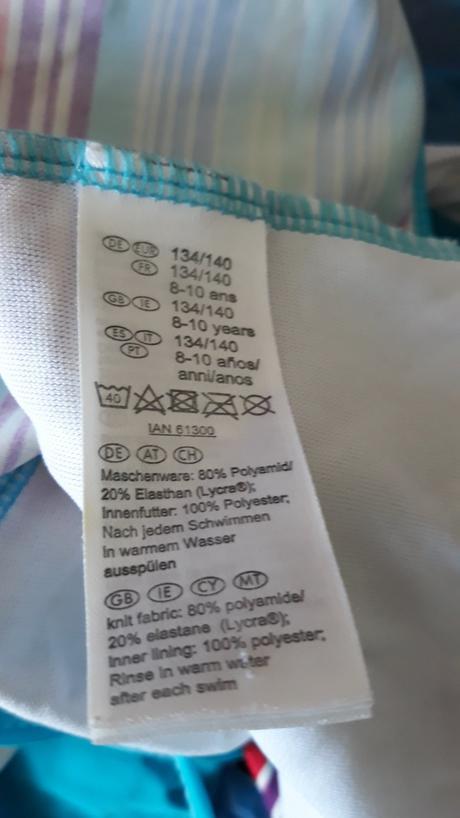 DE EUR 134/140
FR 134/140
8-10 ans
GB IE 134/140
8-10 years
ES IT 134/140
PT 8-10 años/
anni/anos
40
IAN 61300
DE AT CH
Maschenware: 80% Polyamid/
20% Elasthan (Lycra®);
Innenfutter: 100% Polyester;
Nach jedem Schwimmen
In warmem Wasser
ausspülen
GB IE CY MT
knit fabric: 80% polyamide/
20% elastane (Lycra®);
Inner lining: 100% polyester;
Rinse in warm water
after each swim